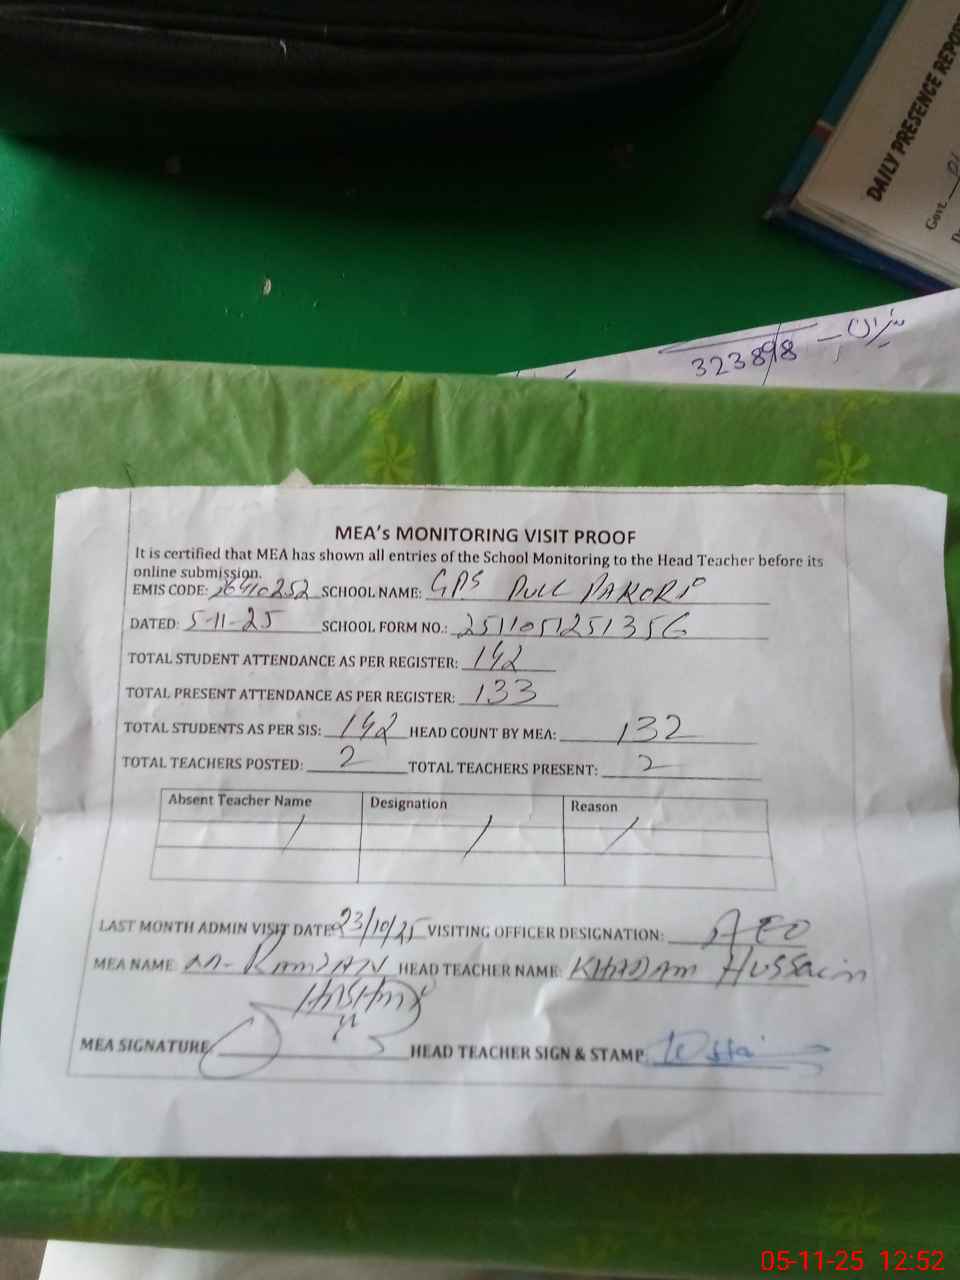 DAILY PRESENCE REPOR
Govt.
323898 - میزان
MEA's MONITORING VISIT PROOF
It is certified that MEA has shown all entries of the School Monitoring to the Head Teacher before its
online submission.
EMIS CODE: SCHOOL NAME: GPS PULL PAKORI
DATED: 5-11-25 SCHOOL FORM NO.: 251105125135G
TOTAL STUDENT ATTENDANCE AS PER REGISTER: 142
TOTAL PRESENT ATTENDANCE AS PER REGISTER: 133
TOTAL STUDENTS AS PER SIS: 142 HEAD COUNT BY MEA: 132
TOTAL TEACHERS POSTED: 2 TOTAL TEACHERS PRESENT: 2
Absent Teacher Name Designation Reason
/ / /
LAST MONTH ADMIN VISIT DATE: 23/10/25 VISITING OFFICER DESIGNATION: AEO
MEA NAME: M. RAMZAN HEAD TEACHER NAME: KHADAM HUSSAIN
MEA SIGNATURE HEAD TEACHER SIGN & STAMP
05-11-25 12:52